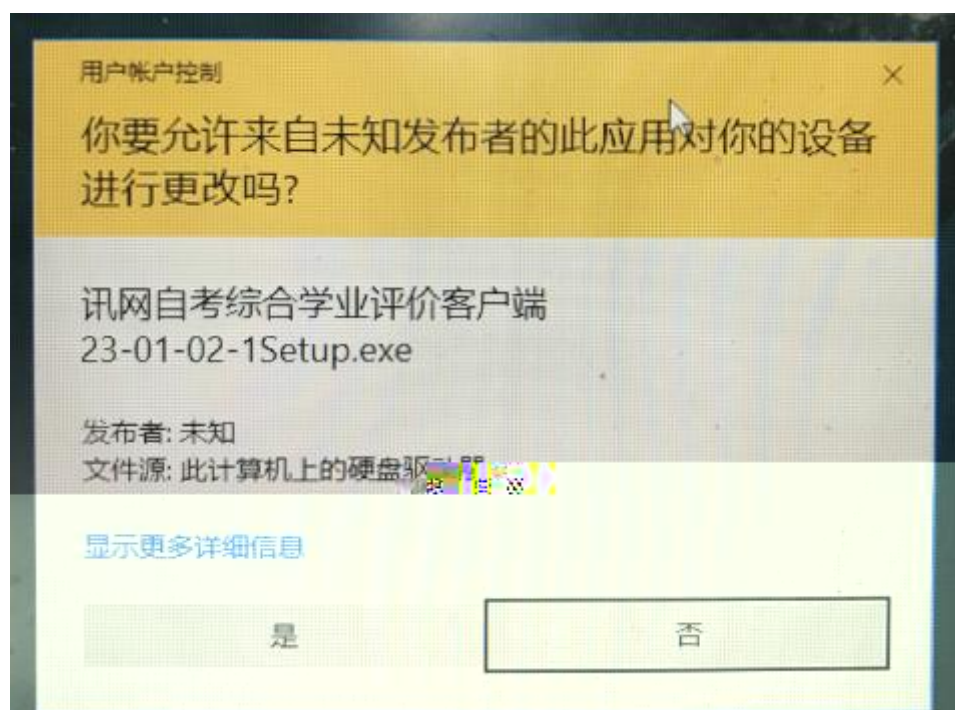 用户帐户控制
你要允许来自未知发布者的此应用对你的设备
进行更改吗?
讯网自考综合学业评价客户端
23-01-02-1Setup.exe
发布者: 未知
文件源: 此计算机上的硬盘驱动器
显示更多详细信息
是
否